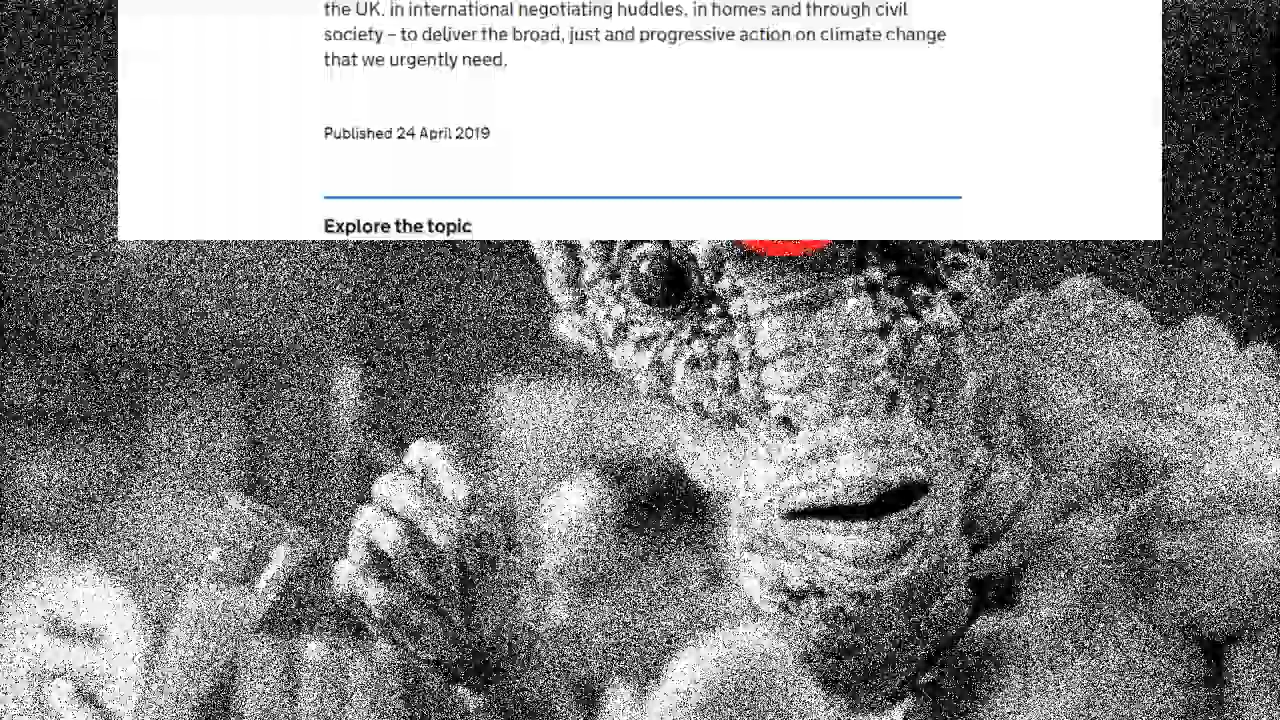 the UK, in international negotiating huddles, in homes and through civil
society – to deliver the broad, just and progressive action on climate change
that we urgently need.
Published 24 April 2019
Explore the topic